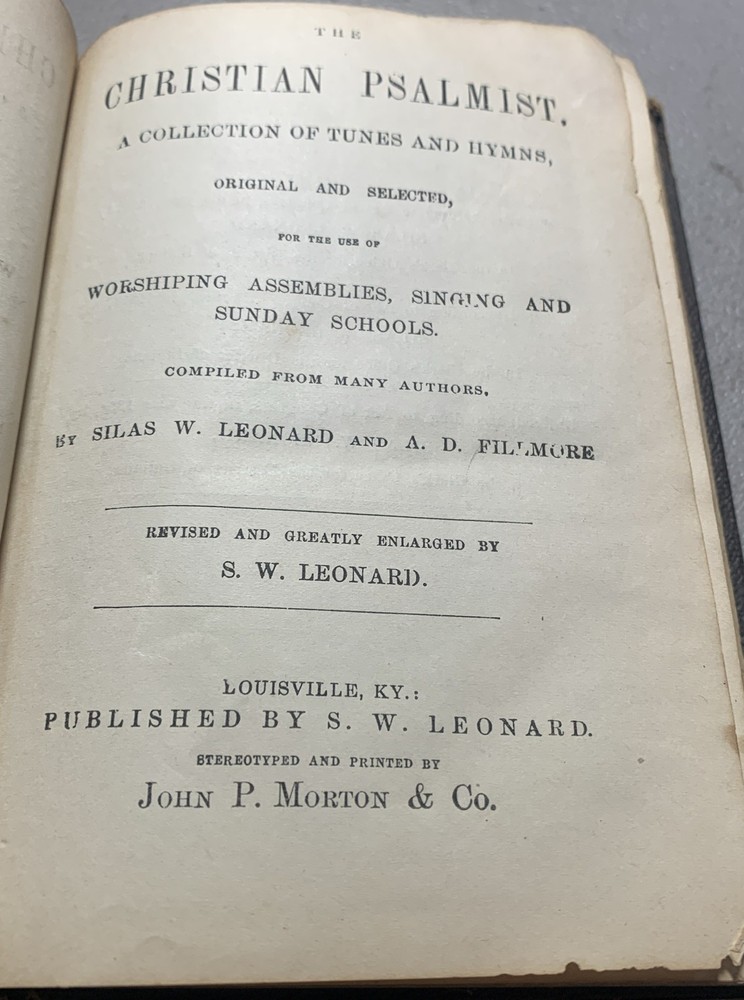 THE
CHRISTIAN PSALMIST,
A COLLECTION OF TUNES AND HYMNS,
ORIGINAL AND SELECTED,
FOR THE USE OF
WORSHIPING ASSEMBLIES, SINGING AND
SUNDAY SCHOOLS.
COMPILED FROM MANY AUTHORS,
BY SILAS W. LEONARD AND A. D. FILLMORE
REVISED AND GREATLY ENLARGED BY
S. W. LEONARD.
LOUISVILLE, KY.:
PUBLISHED BY S. W. LEONARD.
STEREOTYPED AND PRINTED BY
JOHN P. MORTON & CO.